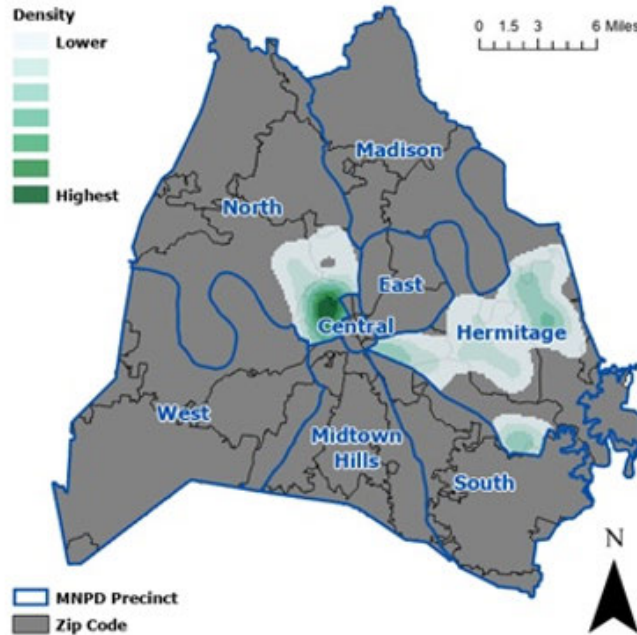 Density
Lower
Highest
0 1.5 3 6 Miles
Madison
North
East
Central
Hermitage
West
Midtown
Hills
South
N
MNPD Precinct
Zip Code